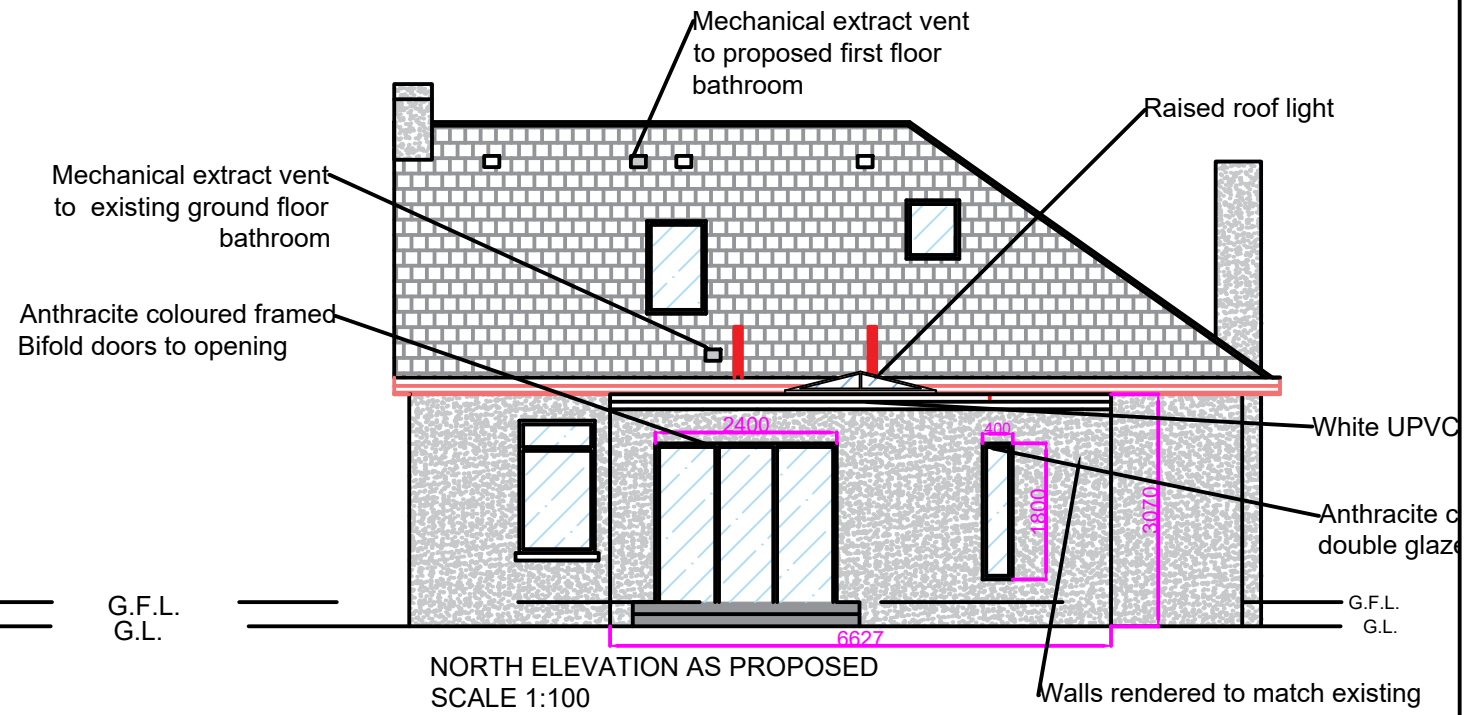 Mechanical extract vent
to proposed first floor
bathroom
Raised roof light
Mechanical extract vent
to existing ground floor
bathroom
Anthracite coloured framed
Bifold doors to opening
2400
400
1800
3070
White UPVC
Anthracite c
double glaze
G.F.L.
G.L.
G.F.L.
G.L.
6627
NORTH ELEVATION AS PROPOSED
SCALE 1:100
Walls rendered to match existing